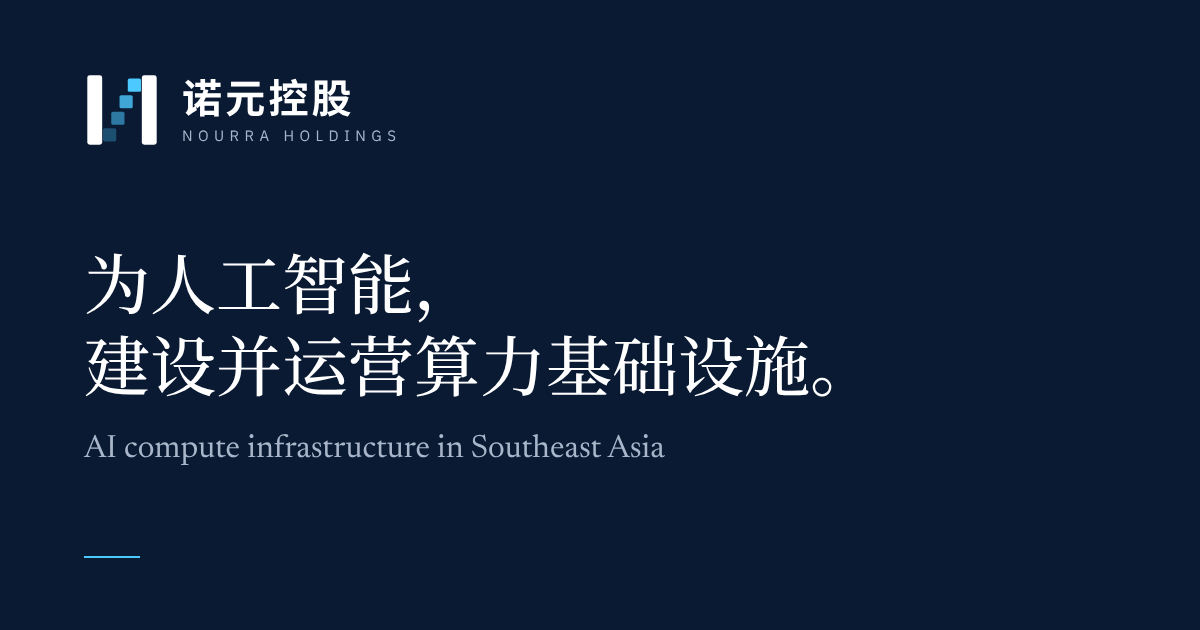 诺元控股
NOURRA HOLDINGS
为人工智能，
建设并运营算力基础设施。
AI compute infrastructure in Southeast Asia